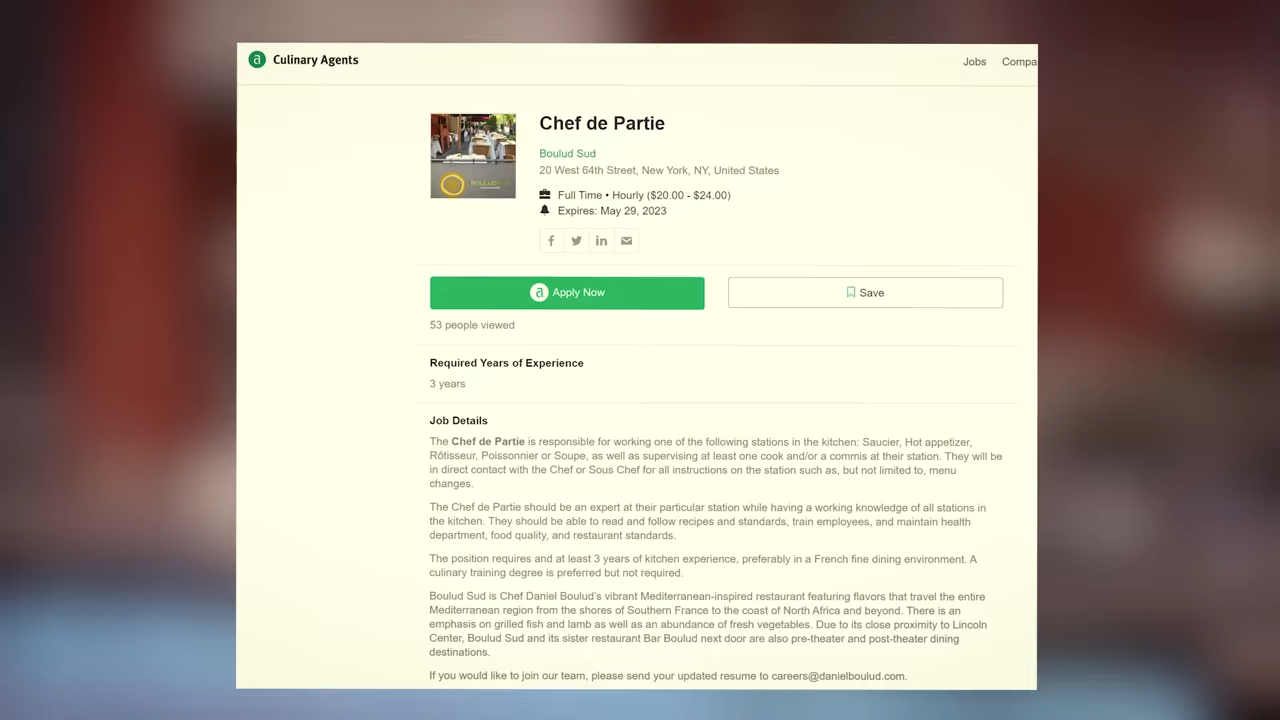 a Culinary Agents
Jobs Compa
Chef de Partie
Boulud Sud
20 West 64th Street, New York, NY, United States
Full Time • Hourly ($20.00 - $24.00)
Expires: May 29, 2023
BOULUD
a Apply Now
Save
53 people viewed
Required Years of Experience
3 years
Job Details
The Chef de Partie is responsible for working one of the following stations in the kitchen: Saucier, Hot appetizer,
Rôtisseur, Poissonnier or Soupe, as well as supervising at least one cook and/or a commis at their station. They will be
in direct contact with the Chef or Sous Chef for all instructions on the station such as, but not limited to, menu
changes.
The Chef de Partie should be an expert at their particular station while having a working knowledge of all stations in
the kitchen. They should be able to read and follow recipes and standards, train employees, and maintain health
department, food quality, and restaurant standards.
The position requires and at least 3 years of kitchen experience, preferably in a French fine dining environment. A
culinary training degree is preferred but not required.
Boulud Sud is Chef Daniel Boulud's vibrant Mediterranean-inspired restaurant featuring flavors that travel the entire
Mediterranean region from the shores of Southern France to the coast of North Africa and beyond. There is an
emphasis on grilled fish and lamb as well as an abundance of fresh vegetables. Due to its close proximity to Lincoln
Center, Boulud Sud and its sister restaurant Bar Boulud next door are also pre-theater and post-theater dining
destinations.
If you would like to join our team, please send your updated resume to careers@danielboulud.com.